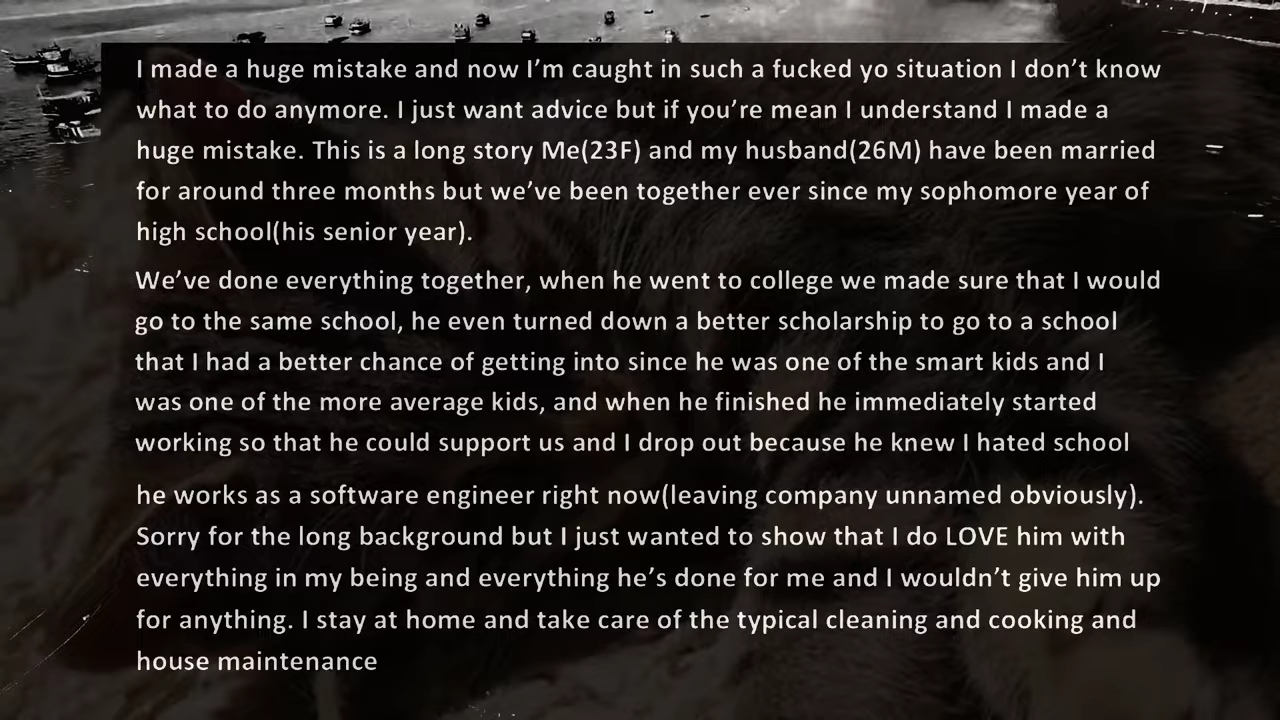 I made a huge mistake and now I'm caught in such a fucked yo situation I don't know
what to do anymore. I just want advice but if you're mean I understand I made a
huge mistake. This is a long story Me(23F) and my husband(26M) have been married
for around three months but we've been together ever since my sophomore year of
high school(his senior year).
We've done everything together, when he went to college we made sure that I would
go to the same school, he even turned down a better scholarship to go to a school
that I had a better chance of getting into since he was one of the smart kids and I
was one of the more average kids, and when he finished he immediately started
working so that he could support us and I drop out because he knew I hated school
he works as a software engineer right now(leaving company unnamed obviously).
Sorry for the long background but I just wanted to show that I do LOVE him with
everything in my being and everything he's done for me and I wouldn't give him up
for anything. I stay at home and take care of the typical cleaning and cooking and
house maintenance